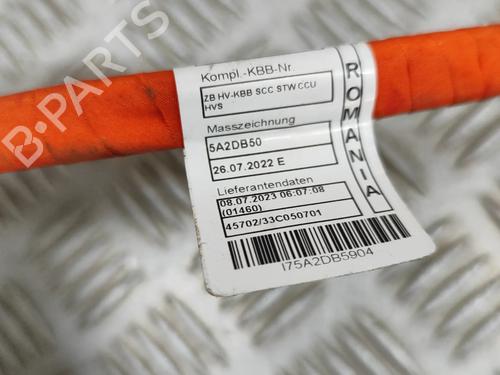 Kompl.-KBB-Nr.
ZB HV-KBB SCC STW CCU
HVS
Masszeichnung
5A2DB50
26.07.2022 E
Lieferantendaten
08.07.2023 06:07:08
(01460)
45702/33C050701
I75A2DB5904
ROMANIA
B-PARTS